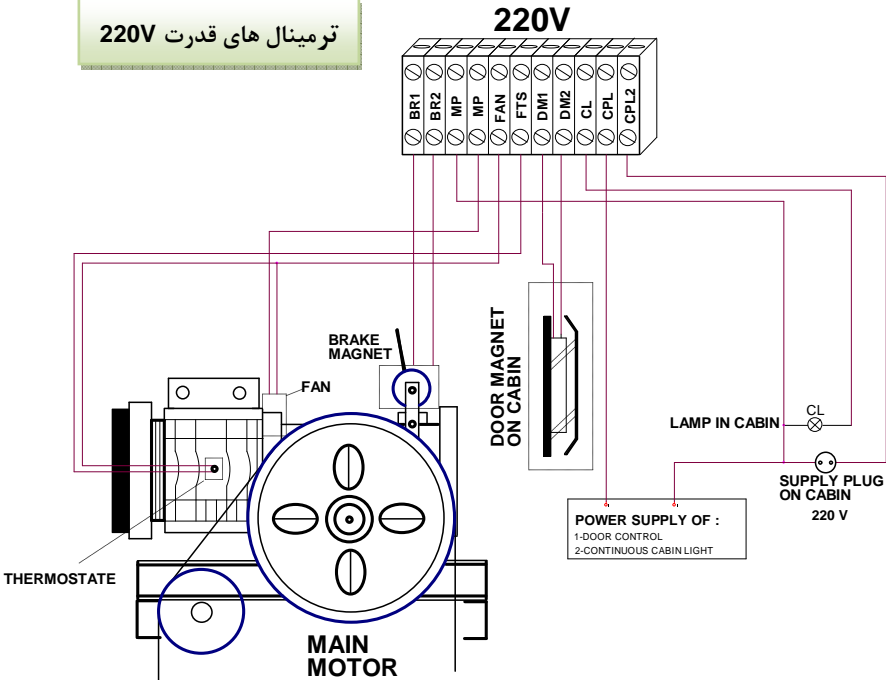 ترمینال های قدرت 220V
220V
BR1
BR2
MP
MP
FAN
FTS
DM1
DM2
CL
CPL
CPL2
BRAKE
MAGNET
FAN
DOOR MAGNET
ON CABIN
CL
LAMP IN CABIN
SUPPLY PLUG
ON CABIN
220 V
POWER SUPPLY OF :
1-DOOR CONTROL
2-CONTINUOUS CABIN LIGHT
THERMOSTATE
MAIN
MOTOR